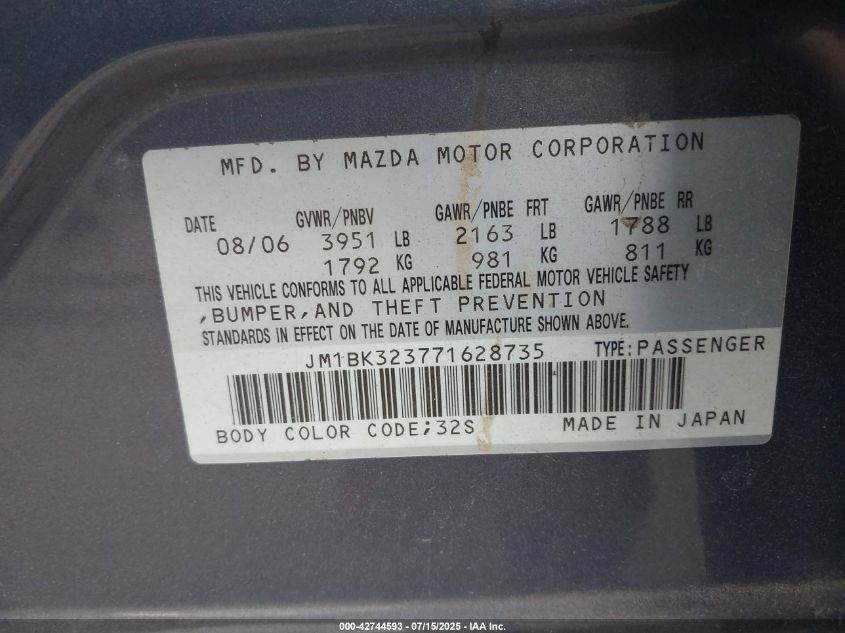 MFD. BY MAZDA MOTOR CORPORATION
DATE GVWR/PNBV GAWR/PNBE FRT GAWR/PNBE RR
08/06 3951 LB 2163 LB 1788 LB
1792 KG 981 KG 811 KG
THIS VEHICLE CONFORMS TO ALL APPLICABLE FEDERAL MOTOR VEHICLE SAFETY
,BUMPER,AND THEFT PREVENTION
STANDARDS IN EFFECT ON THE DATE OF MANUFACTURE SHOWN ABOVE.
JM1BK323771628735 TYPE:PASSENGER
BODY COLOR CODE;32S MADE IN JAPAN
000-42744593 - 07/15/2025 - IAA Inc.